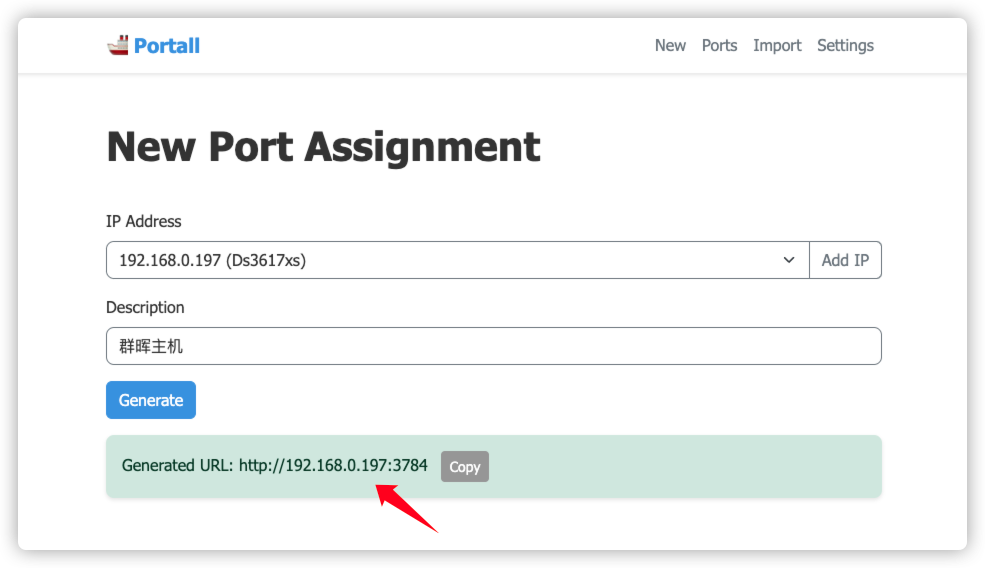 Portall New Ports Import Settings
New Port Assignment
IP Address
192.168.0.197 (Ds3617xs) Add IP
Description
群晖主机
Generate
Generated URL: http://192.168.0.197:3784 Copy